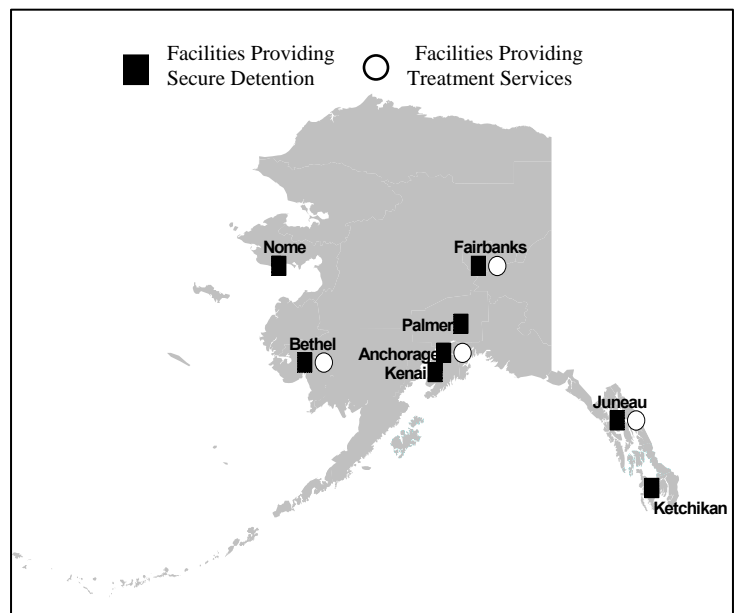 Facilities Providing
Secure Detention
Facilities Providing
Treatment Services
Nome
Fairbanks
Palmer
Bethel
Anchorage
Kenai
Juneau
Ketchikan